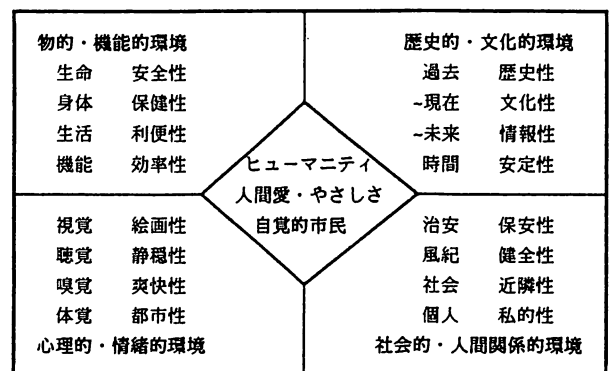 物的・機能的環境
生命 安全性
身体 保健性
生活 利便性
機能 効率性
歴史的・文化的環境
過去 歴史性
~現在 文化性
~未来 情報性
時間 安定性
ヒューマニティ
人間愛・やさしさ
自覚的市民
視覚 絵画性
聴覚 静穏性
嗅覚 爽快性
体覚 都市性
心理的・情緒的環境
治安 保安性
風紀 健全性
社会 近隣性
個人 私的性
社会的・人間関係的環境